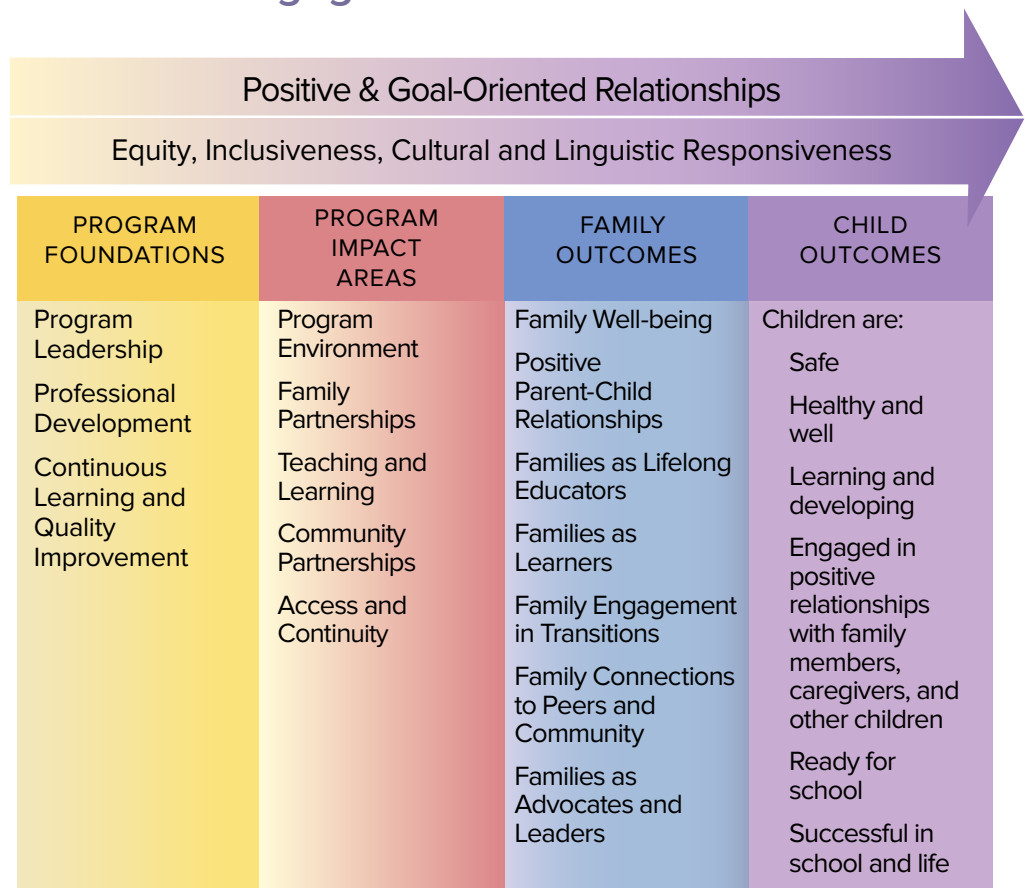 Positive & Goal-Oriented Relationships
Equity, Inclusiveness, Cultural and Linguistic Responsiveness
PROGRAM
FOUNDATIONS
Program
Leadership
Professional
Development
Continuous
Learning and
Quality
Improvement
PROGRAM
IMPACT
AREAS
Program
Environment
Family
Partnerships
Teaching and
Learning
Community
Partnerships
Access and
Continuity
FAMILY
OUTCOMES
Family Well-being
Positive
Parent-Child
Relationships
Families as Lifelong
Educators
Families as
Learners
Family Engagement
in Transitions
Family Connections
to Peers and
Community
Families as
Advocates and
Leaders
CHILD
OUTCOMES
Children are:
Safe
Healthy and
well
Learning and
developing
Engaged in
positive
relationships
with family
members,
caregivers, and
other children
Ready for
school
Successful in
school and life